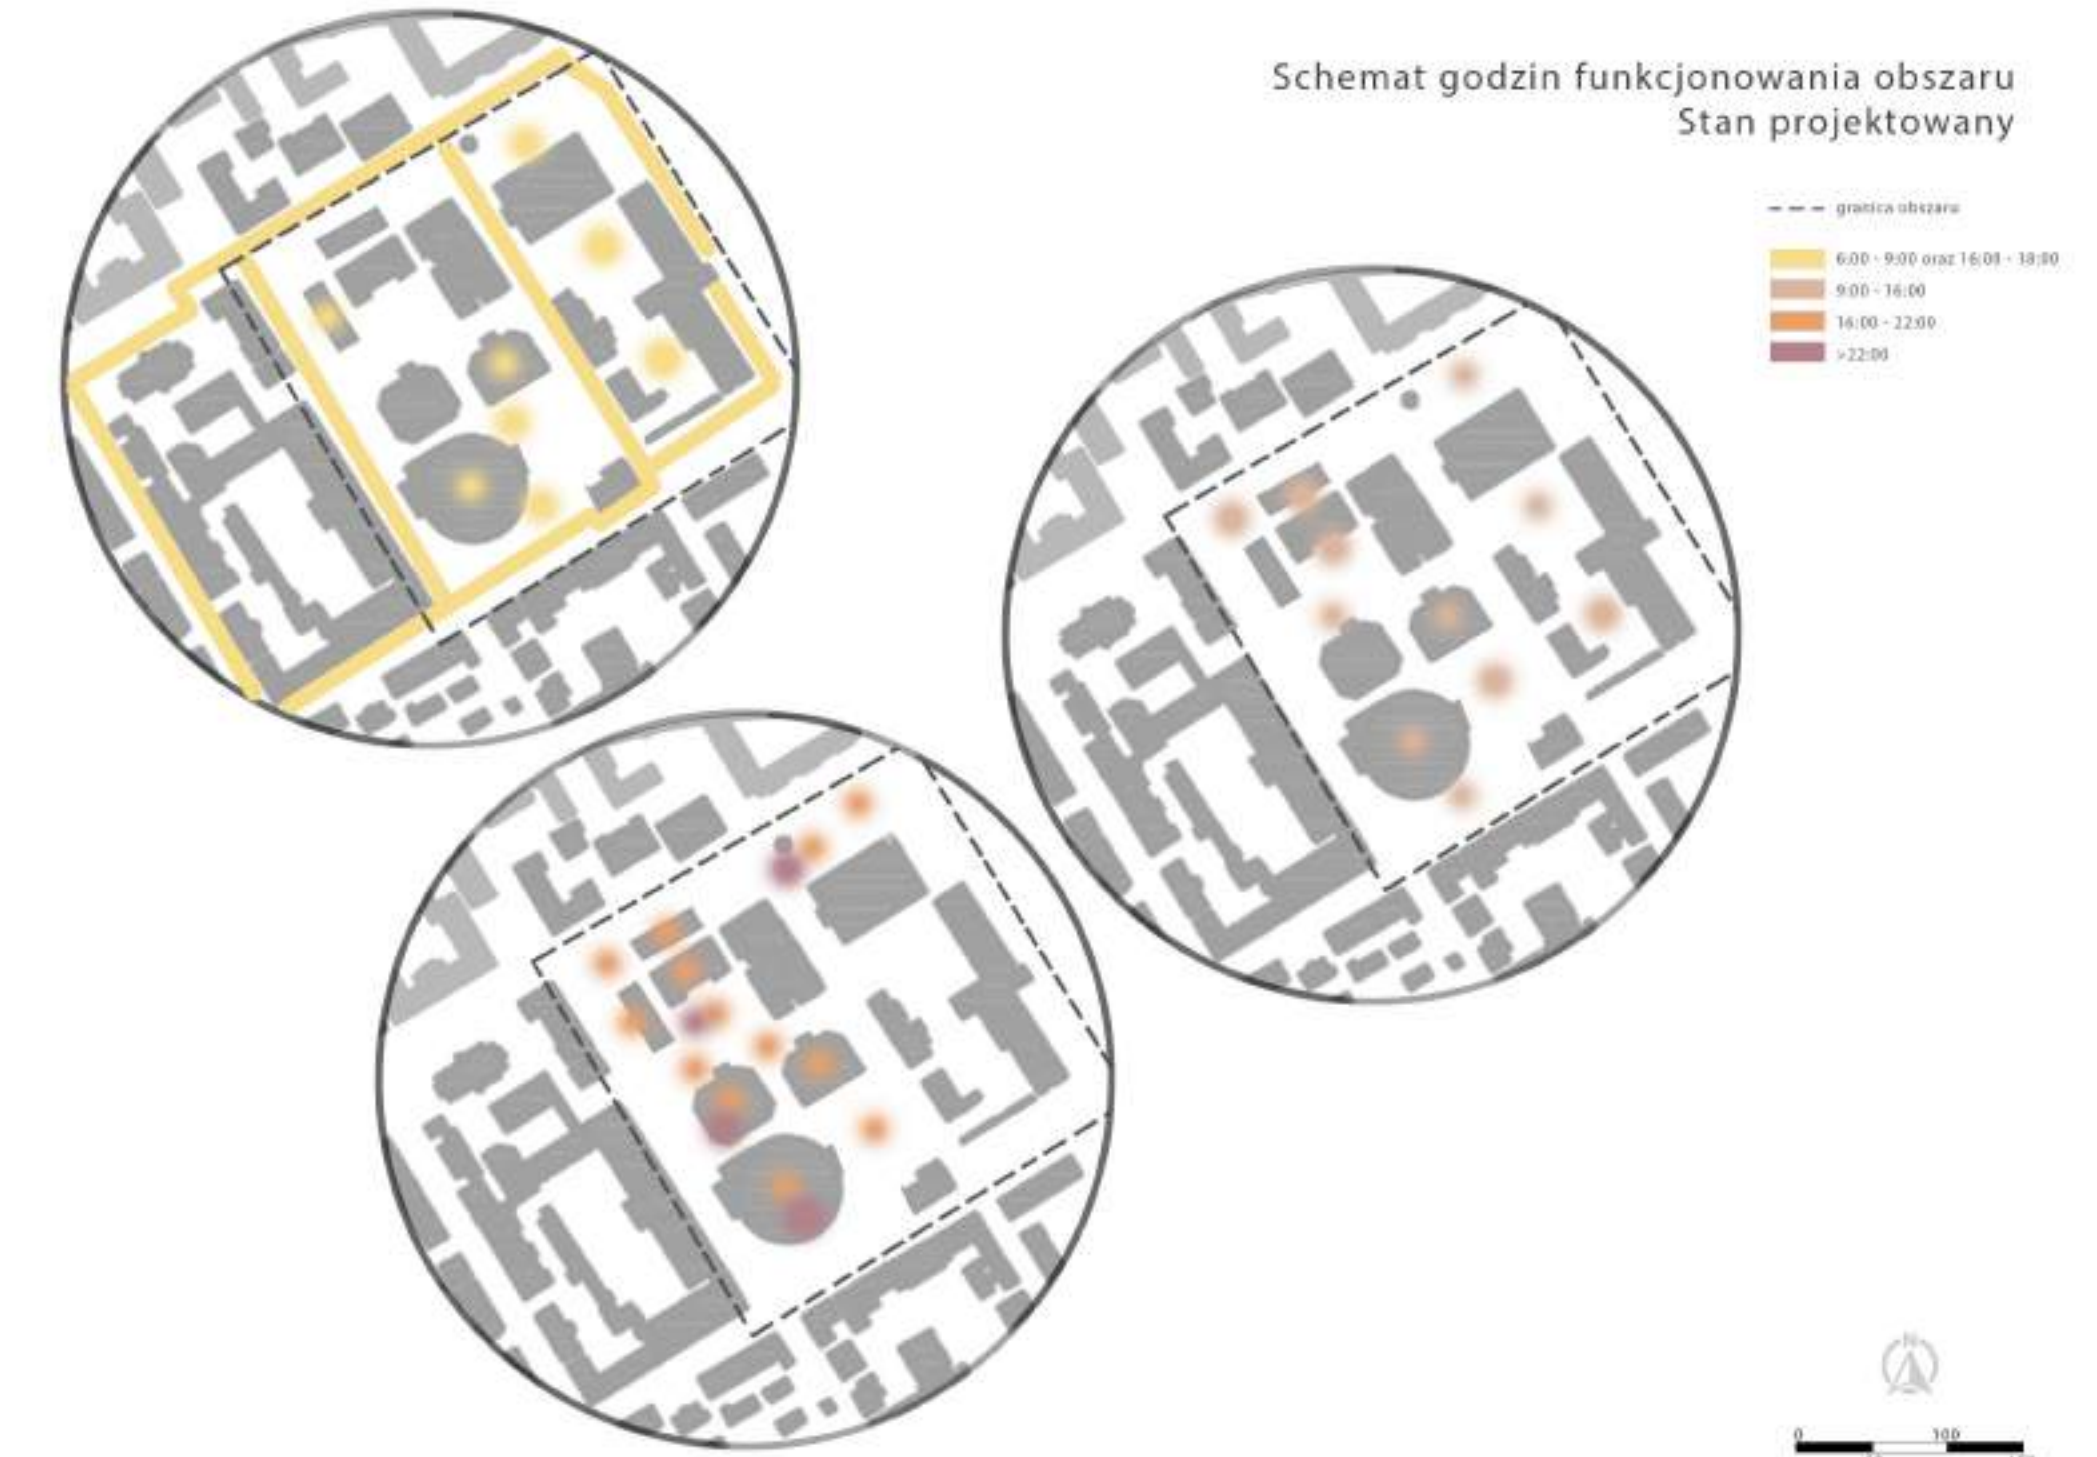 Schemat godzin funkcjonowania obszaru
Stan projektowany
granica obszaru
6:00 - 9:00 oraz 16:00 - 18:00
9:00 - 16:00
16:00 - 22:00
>22:00
N
0 100